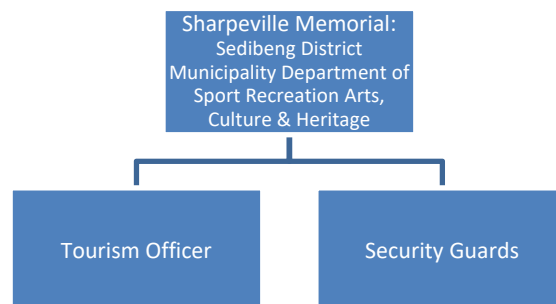 Sharpeville Memorial:
Sedibeng District
Municipality Department of
Sport Recreation Arts,
Culture & Heritage
Tourism Officer
Security Guards